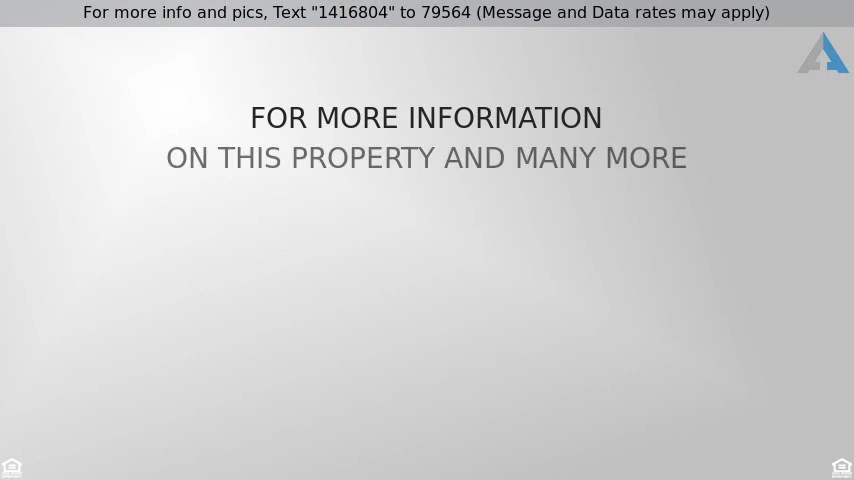 For more info and pics, Text "1416804" to 79564 (Message and Data rates may apply)
FOR MORE INFORMATION
ON THIS PROPERTY AND MANY MORE